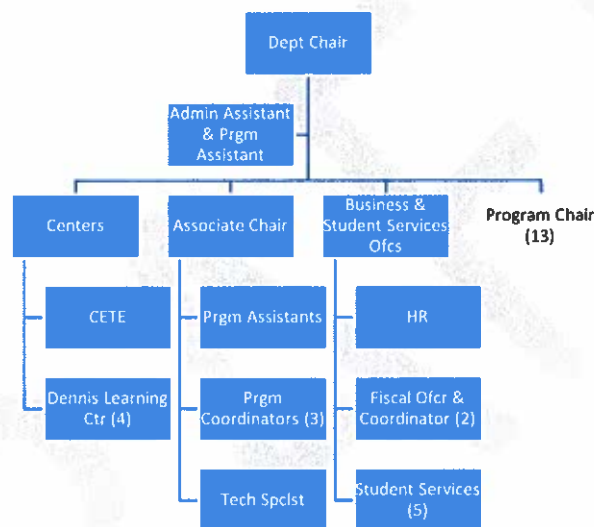 Dept Chair
Admin Assistant
& Prgm
Assistant
Centers
Associate Chair
Business &
Student Services
Ofcs
Program Chair
(13)
CETE
Prgm Assistants
HR
Dennis Learning
Ctr (4)
Prgm
Coordinators (3)
Fiscal Ofcr &
Coordinator (2)
Tech Spclst
Student Services
(5)